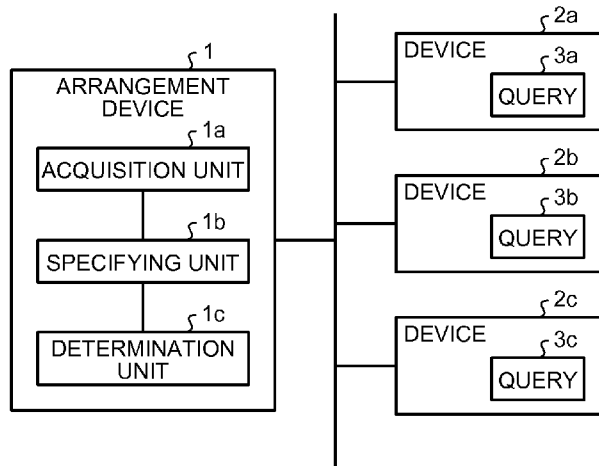 1
ARRANGEMENT
DEVICE
1a
ACQUISITION UNIT
1b
SPECIFYING UNIT
1c
DETERMINATION
UNIT
2a
DEVICE
3a
QUERY
2b
DEVICE
3b
QUERY
2c
DEVICE
3c
QUERY